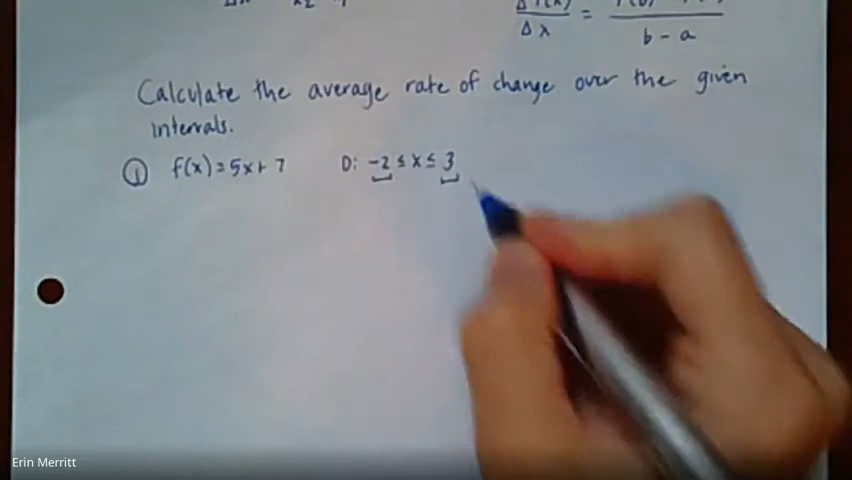 Δ x
=
b - a
Calculate the average rate of change over the given
intervals.
① f(x) = 5x + 7 D: -2 ≤ x ≤ 3
Erin Merritt